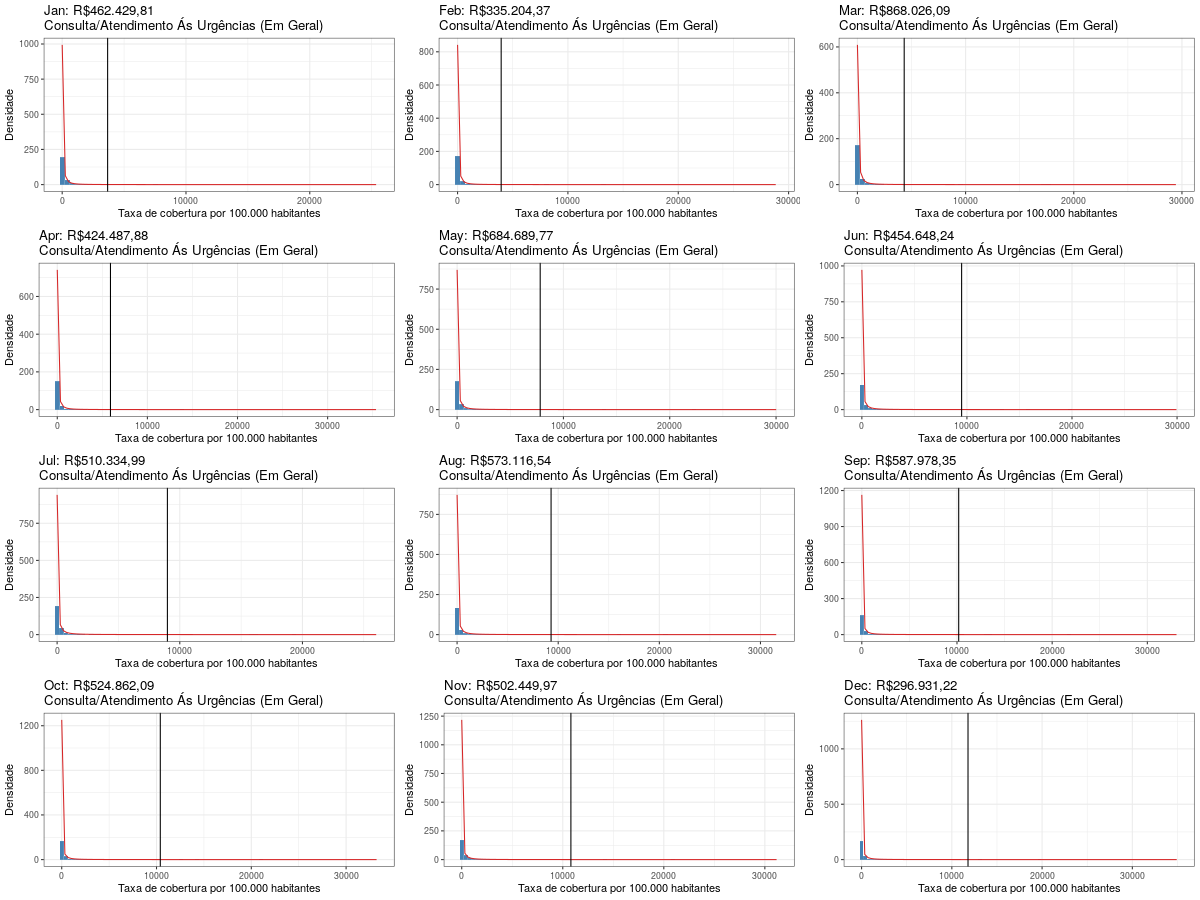 Jan: R$462.429,81
Consulta/Atendimento Ás Urgências (Em Geral)
Densidade
1000
750
500
250
0
0
10000
20000
Taxa de cobertura por 100.000 habitantes
Feb: R$335.204,37
Consulta/Atendimento Ás Urgências (Em Geral)
Densidade
800
600
400
200
0
0
10000
20000
30000
Taxa de cobertura por 100.000 habitantes
Mar: R$868.026,09
Consulta/Atendimento Ás Urgências (Em Geral)
Densidade
600
400
200
0
0
10000
20000
30000
Taxa de cobertura por 100.000 habitantes
Apr: R$424.487,88
Consulta/Atendimento Ás Urgências (Em Geral)
Densidade
600
400
200
0
0
10000
20000
30000
Taxa de cobertura por 100.000 habitantes
May: R$684.689,77
Consulta/Atendimento Ás Urgências (Em Geral)
Densidade
750
500
250
0
0
10000
20000
30000
Taxa de cobertura por 100.000 habitantes
Jun: R$454.648,24
Consulta/Atendimento Ás Urgências (Em Geral)
Densidade
1000
750
500
250
0
0
10000
20000
30000
Taxa de cobertura por 100.000 habitantes
Jul: R$510.334,99
Consulta/Atendimento Ás Urgências (Em Geral)
Densidade
750
500
250
0
0
10000
20000
Taxa de cobertura por 100.000 habitantes
Aug: R$573.116,54
Consulta/Atendimento Ás Urgências (Em Geral)
Densidade
750
500
250
0
0
10000
20000
30000
Taxa de cobertura por 100.000 habitantes
Sep: R$587.978,35
Consulta/Atendimento Ás Urgências (Em Geral)
Densidade
1200
900
600
300
0
0
10000
20000
30000
Taxa de cobertura por 100.000 habitantes
Oct: R$524.862,09
Consulta/Atendimento Ás Urgências (Em Geral)
Densidade
1200
800
400
0
0
10000
20000
30000
Taxa de cobertura por 100.000 habitantes
Nov: R$502.449,97
Consulta/Atendimento Ás Urgências (Em Geral)
Densidade
1250
1000
750
500
250
0
0
10000
20000
30000
Taxa de cobertura por 100.000 habitantes
Dec: R$296.931,22
Consulta/Atendimento Ás Urgências (Em Geral)
Densidade
1000
500
0
0
10000
20000
30000
Taxa de cobertura por 100.000 habitantes